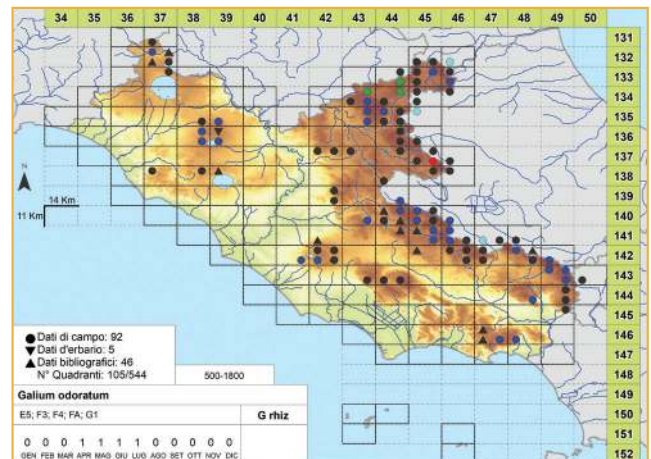 34 35 36 37 38 39 40 41 42 43 44 45 46 47 48 49 50
131
132
133
134
135
136
137
138
139
140
141
142
143
144
145
146
147
148
149
150
151
152
N
14 Km
11 Km
● Dati di campo: 92
▼ Dati d'erbario: 5
▲ Dati bibliografici: 46
N° Quadranti: 105/544
500-1800
Galium odoratum
E5; F3; F4; FA; G1
G rhiz
0 0 0 1 1 1 1 0 0 0 0 0
GEN FEB MAR APR MAG GIU LUG AGO SET OTT NOV DIC